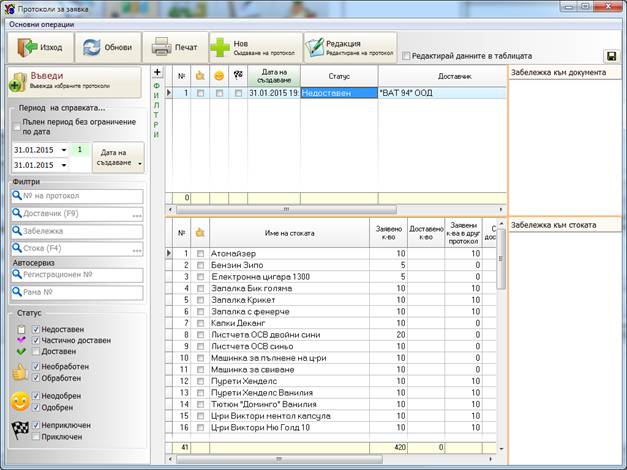 Протоколи за заявка
Основни операции
Изход
Обнови
Печат
Нов
Създаване на протокол
Редакция
Редактиране на протокол
Редактирай данните в таблицата
Въведи
Въвежда избраните протоколи
Период на справката...
Пълен период без ограничение по дата
31.01.2015 1
31.01.2015
Дата на създаване
Филтри
№ на протокол
Доставчик (F9) ...
Забележка
Стока (F4) ...
Автосервиз
Регистрационен №
Рама №
Статус
Недоставен
Частично доставен
Доставен
Необработен
Обработен
Неодобрен
Одобрен
Неприключен
Приключен
+
ФИЛТРИ
№ Дата на създаване Статус Доставчик
1 31.01.2015 19: Недоставен "ВАТ 94" ООД
0
Забележка към документа
№ Име на стоката Заявено к-во Доставено к-во Заявени к-ва в друг протокол
1 Атомайзер 10 10
2 Бензин Зипо 5 0
3 Електронна цигара 1300 5 0
4 Запалка Бик голяма 10 10
5 Запалка Крикет 10 10
6 Запалка с фенерче 10 10
7 Капки Деканг 10 0
8 Листчета ОСВ двойни сини 20 0
9 Листчета ОСВ синьо 10 0
10 Машинка за пълнене на ц-ри 10 0
11 Машинка за свиване 10 0
12 Пурети Хенделс 10 10
13 Пурети Хенделс Ванилия 10 10
14 Тютюн "Доминго" Ванилия 10 10
15 Ц-ри Виктори ментол капсула 10 10
16 Ц-ри Виктори Ню Голд 10 10 10
41 420 0
Забележка към стоката